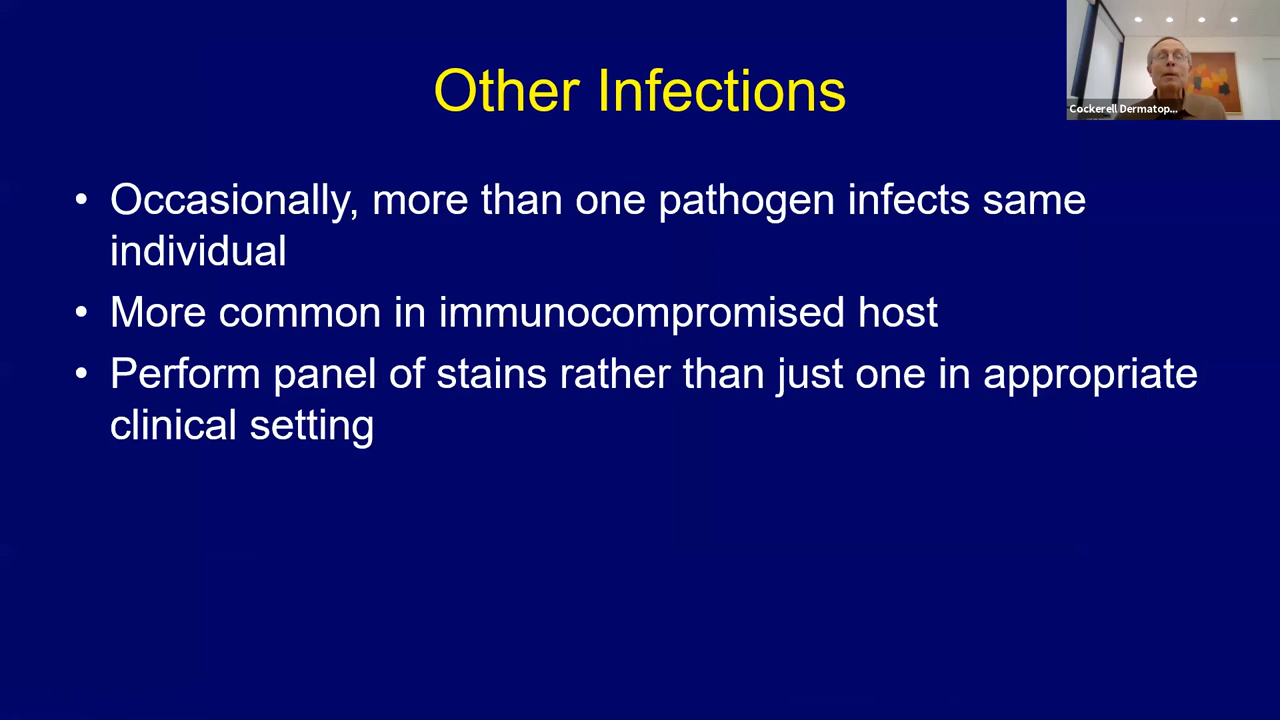 Other Infections
Cockerell Dermatop...
• Occasionally, more than one pathogen infects same
individual
• More common in immunocompromised host
• Perform panel of stains rather than just one in appropriate
clinical setting